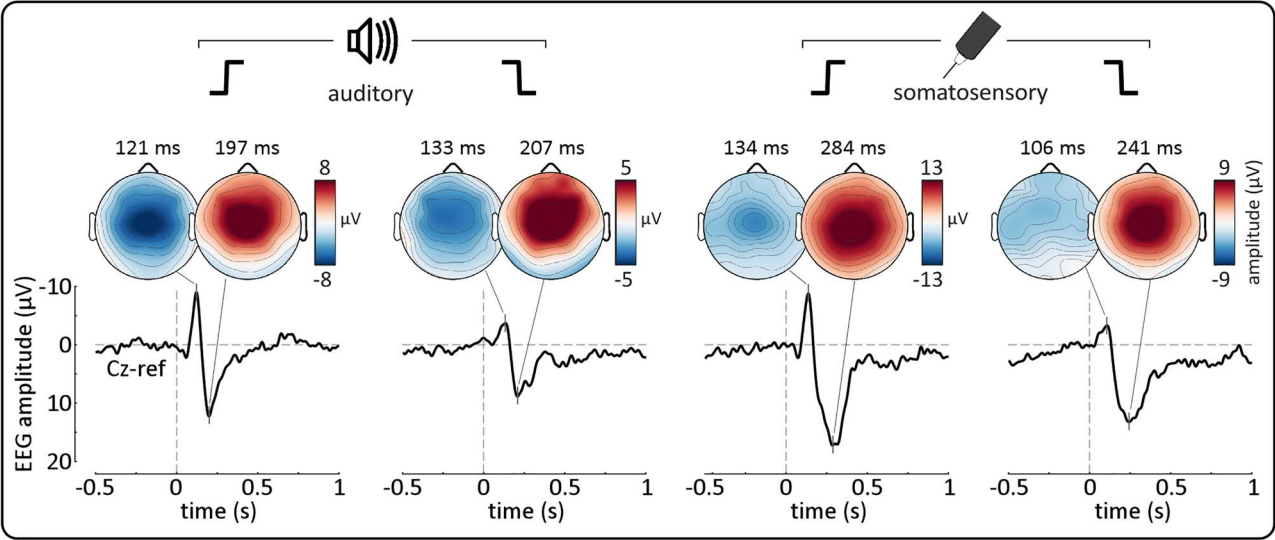 auditory
somatosensory
121 ms 197 ms
8
μV
-8
133 ms 207 ms
5
μV
-5
134 ms 284 ms
13
μV
-13
106 ms 241 ms
9
amplitude (μV)
-9
EEG amplitude (μV)
-10
0
10
20
Cz-ref
-0.5 0 0.5 1
time (s)
-0.5 0 0.5 1
time (s)
-0.5 0 0.5 1
time (s)
-0.5 0 0.5 1
time (s)